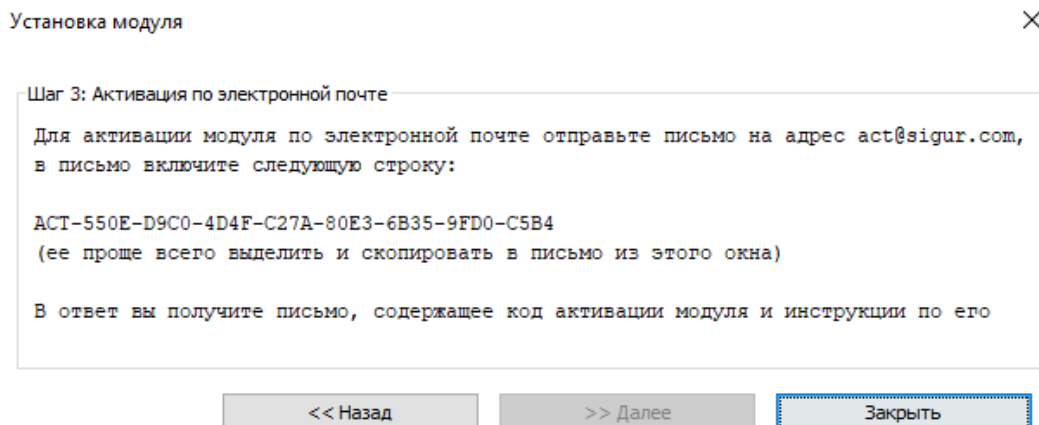 Установка модуля
Шаг 3: Активация по электронной почте
Для активации модуля по электронной почте отправьте письмо на адрес act@sigur.com,
в письмо включите следующую строку:
ACT-550E-D9C0-4D4F-C27A-80E3-6B35-9FD0-C5B4
(ее проще всего выделить и скопировать в письмо из этого окна)
В ответ вы получите письмо, содержащее код активации модуля и инструкции по его
<< Назад >> Далее Закрыть